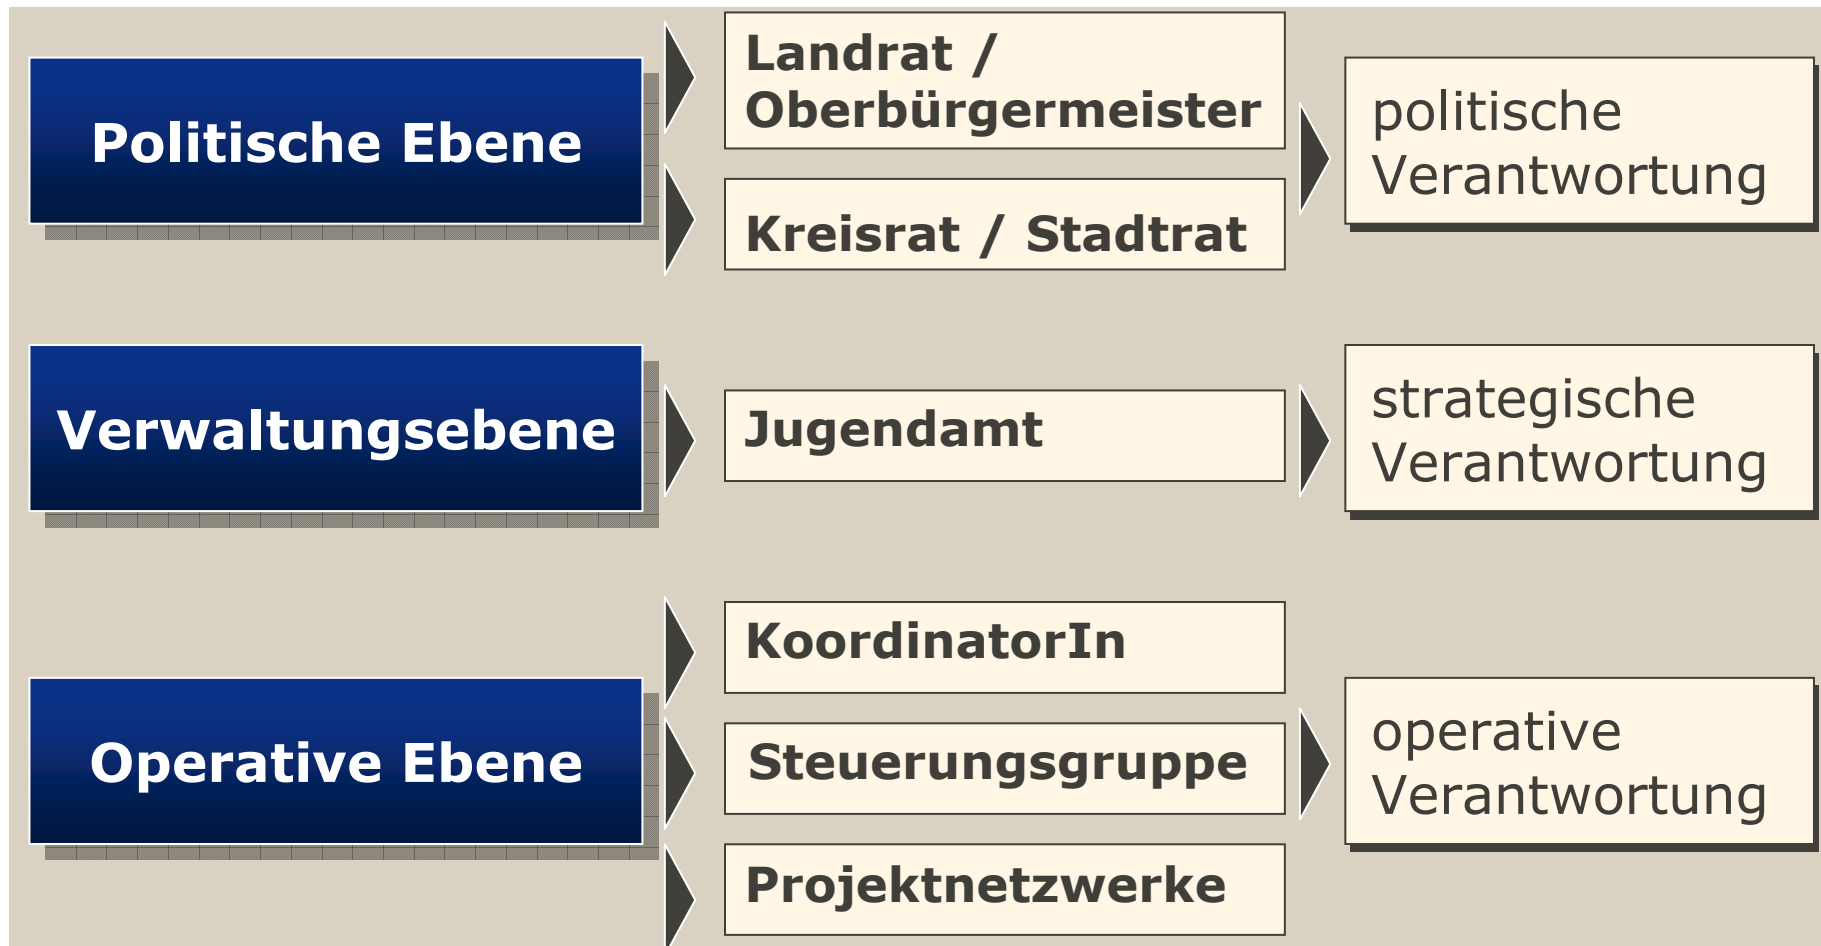 Politische Ebene
Landrat /
Oberbürgermeister
Kreisrat / Stadtrat
politische
Verantwortung
Verwaltungsebene
Jugendamt
strategische
Verantwortung
Operative Ebene
KoordinatorIn
Steuerungsgruppe
Projektnetzwerke
operative
Verantwortung